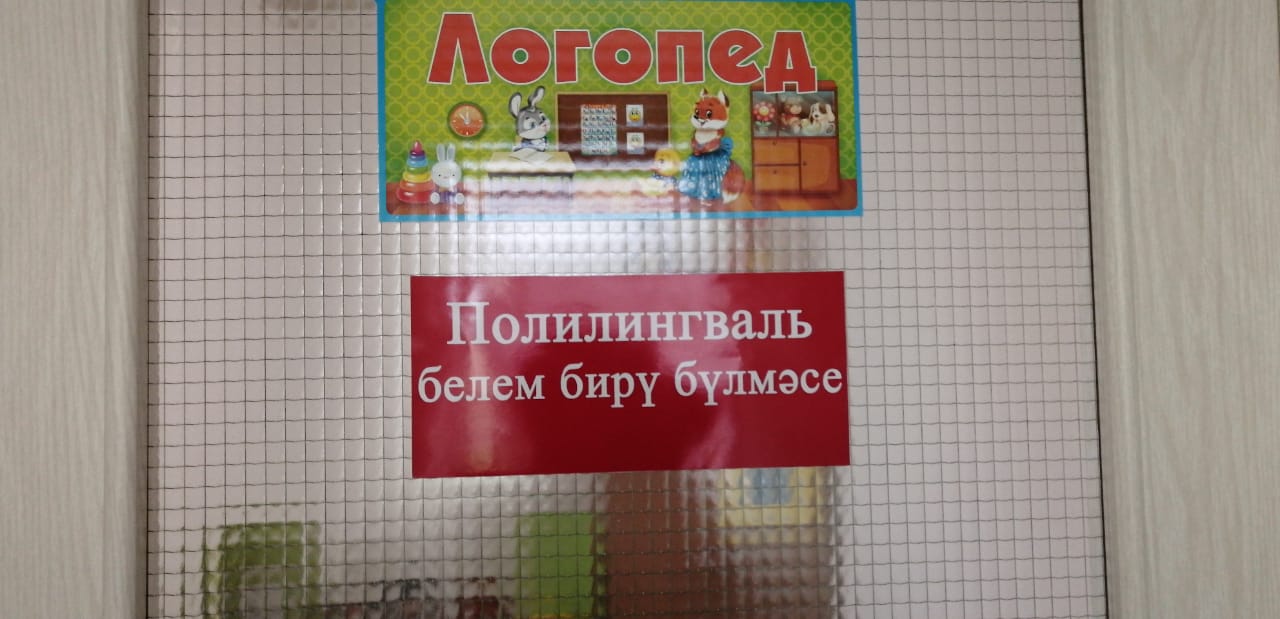 Логопед
Полилингваль
белем бирү бүлмәсе